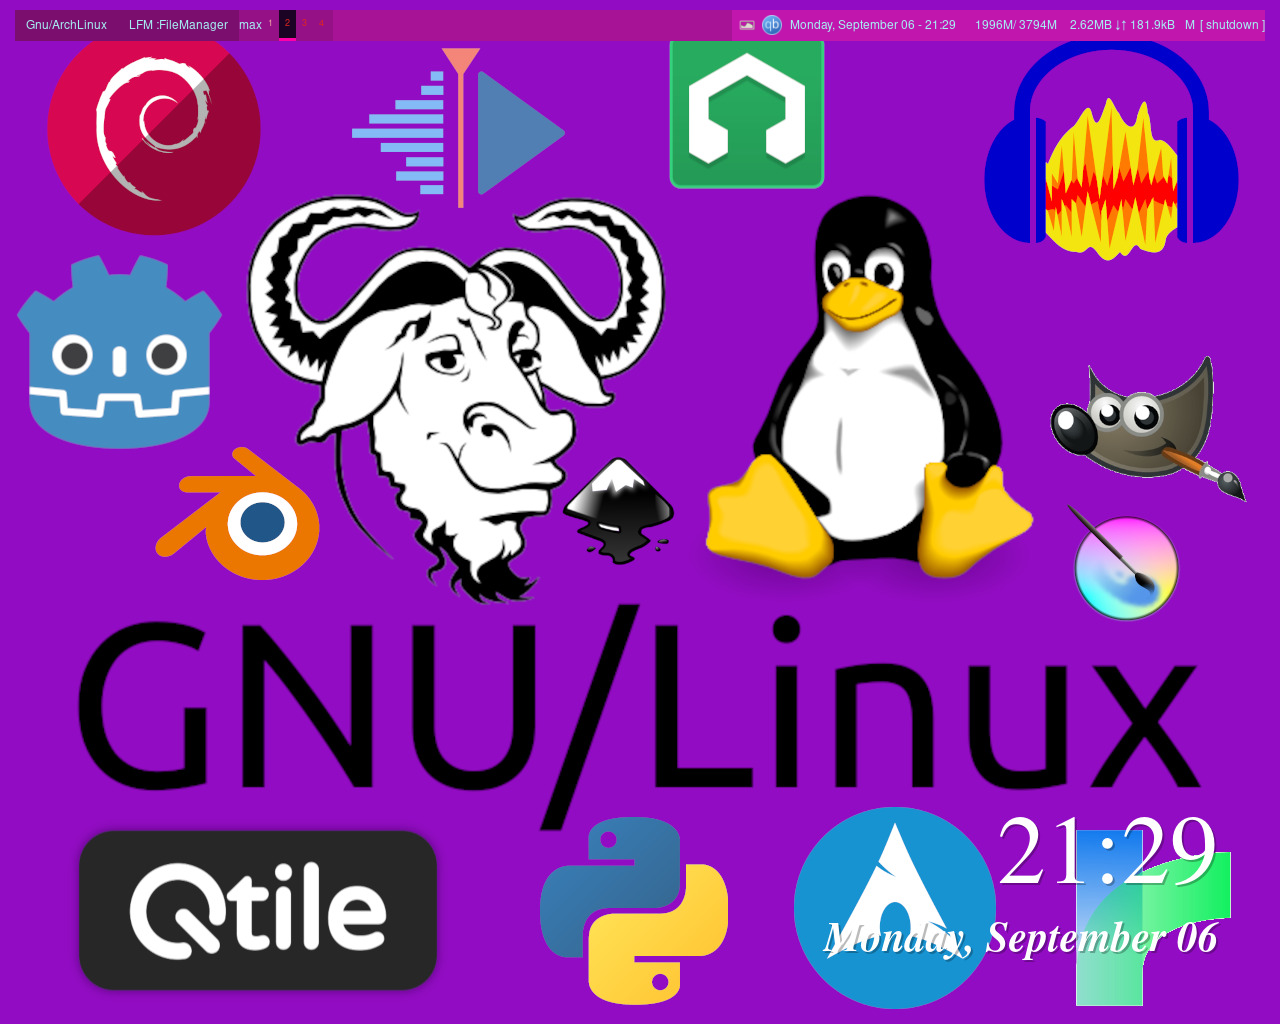 Gnu/ArchLinux LFM :FileManager max 1 2 3 4 qb Monday, September 06 - 21:29 1996M/ 3794M 2.62MB ↓↑ 181.9kB M [ shutdown ]
GNU/Linux
Qtile
21:29
Monday, September 06